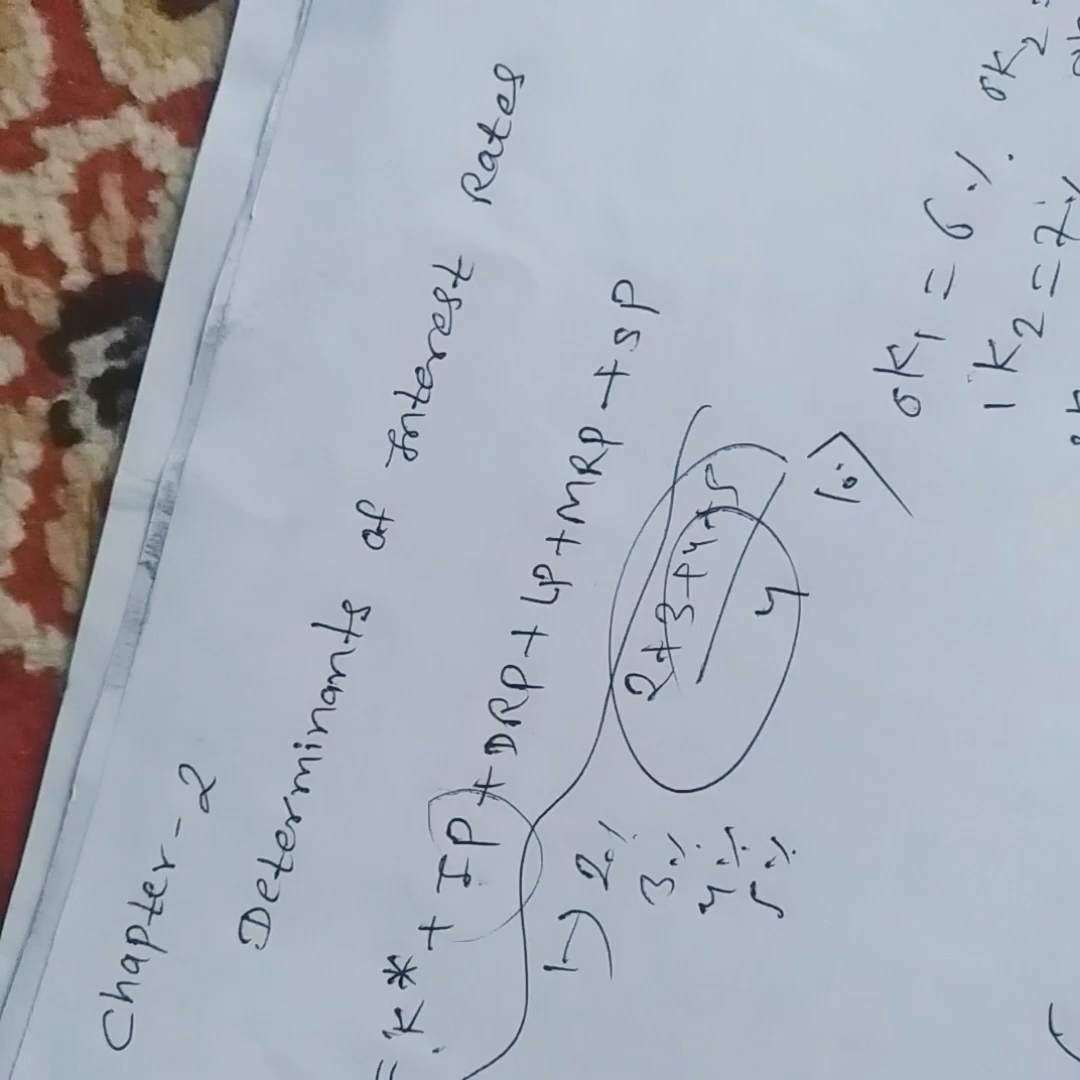 Chapter-2
Determinants of Interest Rates
= K* + IP + DRP + LP + MRP + SP
1→ 2%
3%
4%
5%
2+3+4+5
4
0K1 = 6%. 0K2 =
1K2 = 7%